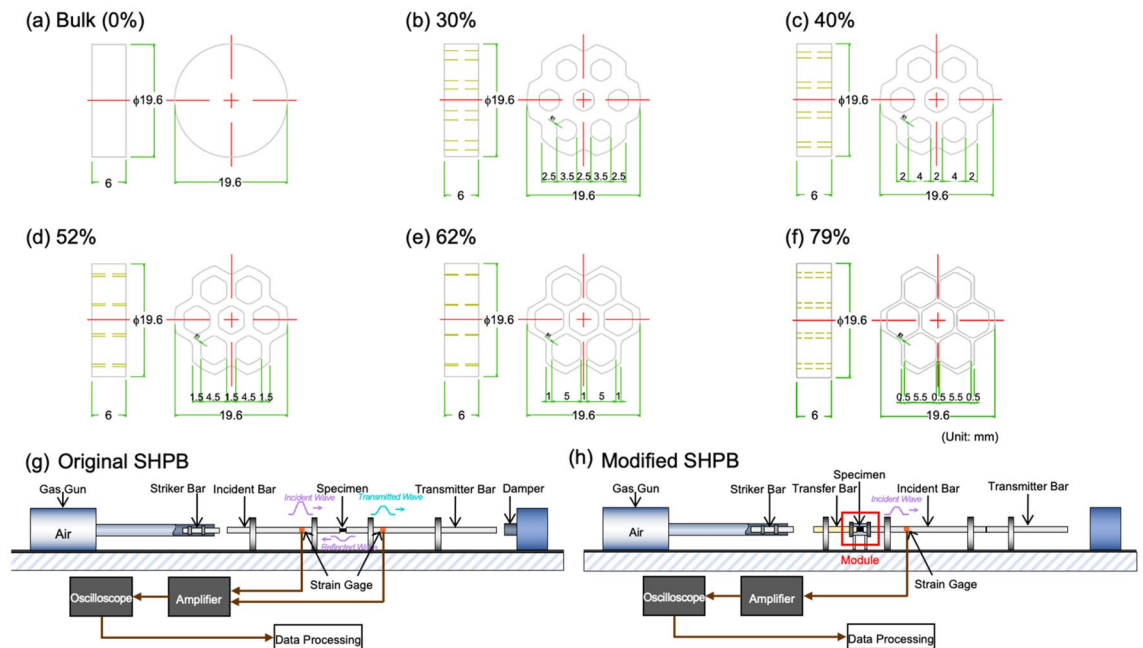 (a) Bulk (0%)
ϕ19.6
6
19.6
(b) 30%
ϕ19.6
2.5 3.5 2.5 3.5 2.5
6
19.6
(c) 40%
ϕ19.6
2 4 2 4 2
6
19.6
(d) 52%
ϕ19.6
1.5 4.5 1.5 4.5 1.5
6
19.6
(e) 62%
ϕ19.6
1 5 1 5 1
6
19.6
(f) 79%
ϕ19.6
0.5 5.5 0.5 5.5 0.5
6
19.6
(Unit: mm)
(g) Original SHPB
Gas Gun
Striker Bar
Incident Bar
Incident Wave
Specimen
Transmitted Wave
Transmitter Bar
Damper
Air
Reflected Wave
Strain Gage
Oscilloscope
Amplifier
Data Processing
(h) Modified SHPB
Gas Gun
Striker Bar
Transfer Bar
Specimen
Incident Wave
Incident Bar
Transmitter Bar
Air
Module
Strain Gage
Oscilloscope
Amplifier
Data Processing